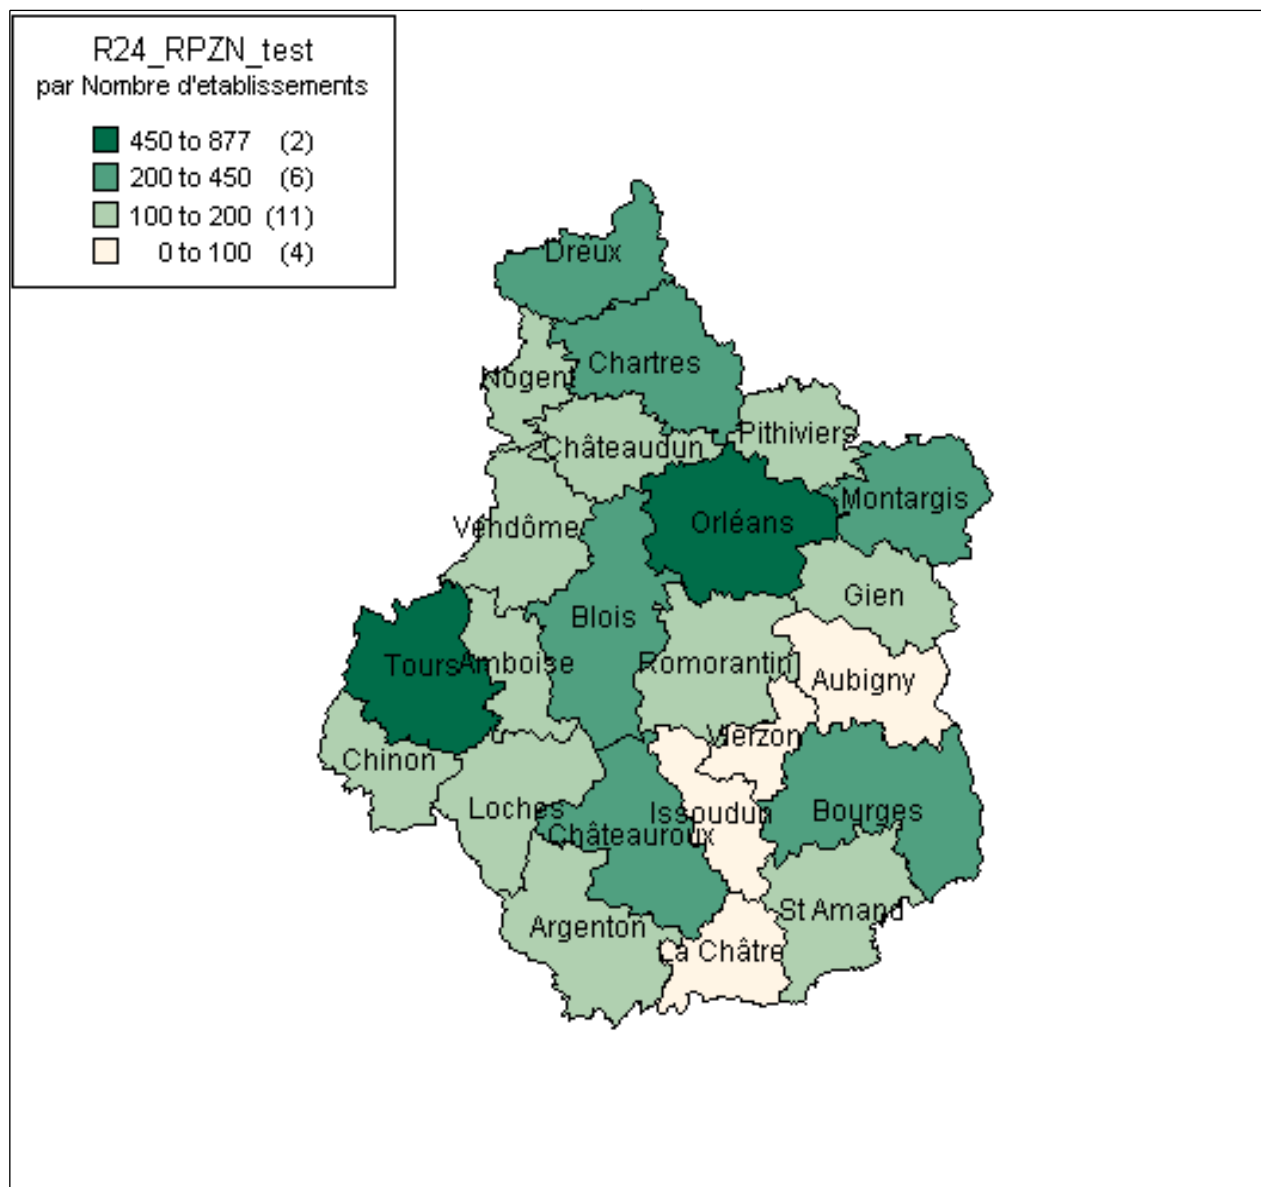 R24_RPZN_test
par Nombre d'etablissements
450 to 877 (2)
200 to 450 (6)
100 to 200 (11)
0 to 100 (4)
Dreux
Chartres
Nogent
Châteaudun
Pithiviers
Montargis
Orléans
Vendôme
Gien
Blois
Tours
Amboise
Romorantin
Aubigny
Vierzon
Chinon
Loches
Issoudun
Bourges
Châteauroux
St Amand
Argenton
La Châtre